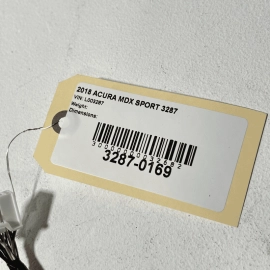 2018 ACURA MDX SPORT 3287
VIN: L003287
Weight:
Dimensions:
3287-0169